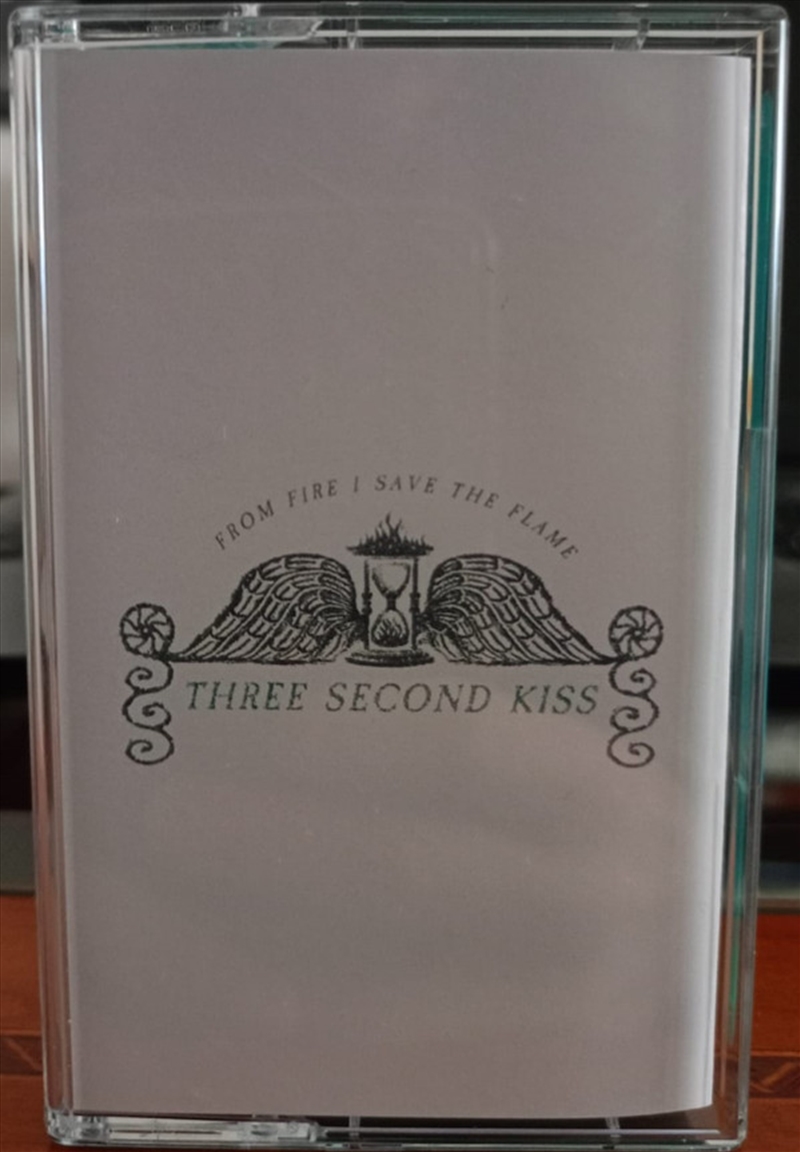 FROM FIRE I SAVE THE FLAME
THREE SECOND KISS